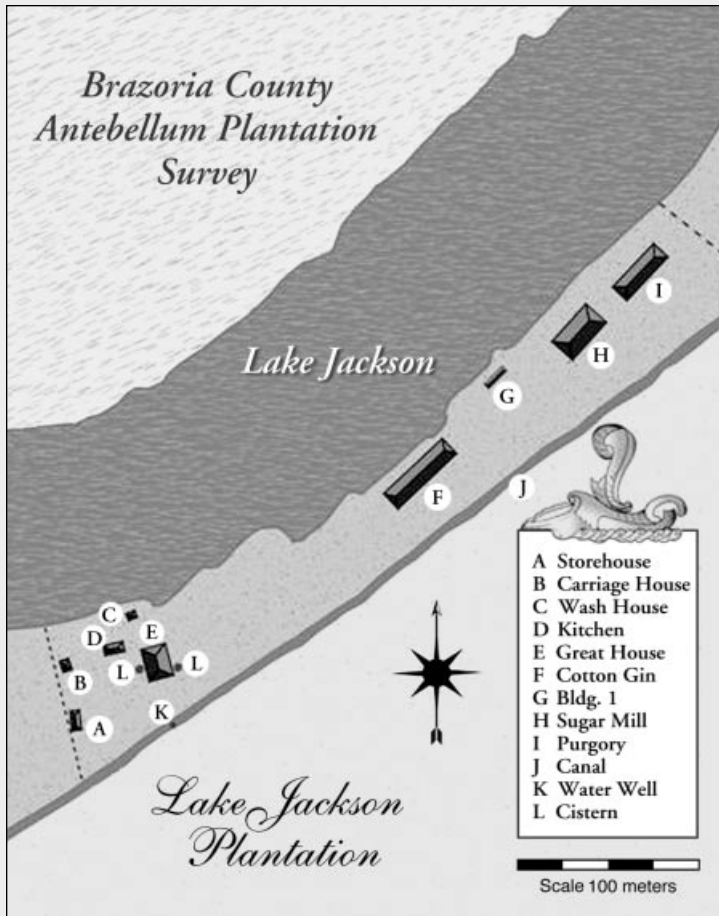 Brazoria County
Antebellum Plantation
Survey
Lake Jackson
I
H
G
F
J
C
D
E
B
L
L
A
K
A Storehouse
B Carriage House
C Wash House
D Kitchen
E Great House
F Cotton Gin
G Bldg. 1
H Sugar Mill
I Purgory
J Canal
K Water Well
L Cistern
Lake Jackson
Plantation
Scale 100 meters